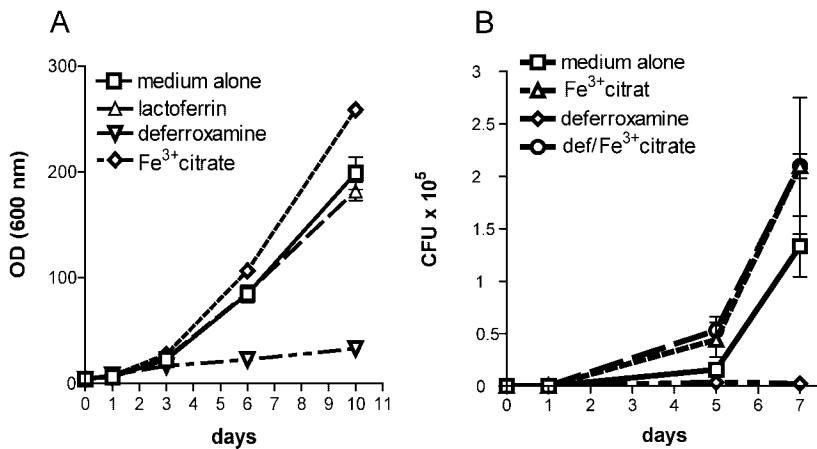 A
medium alone
lactoferrin
deferroxamine
Fe³⁺citrate
300
200
100
0
OD (600 nm)
0 1 2 3 4 5 6 7 8 9 10 11
days
B
medium alone
Fe³⁺citrat
deferroxamine
def/Fe³⁺citrate
3
2.5
2
1.5
1
0.5
0
CFU x 10⁵
0 1 2 3 4 5 6 7
days